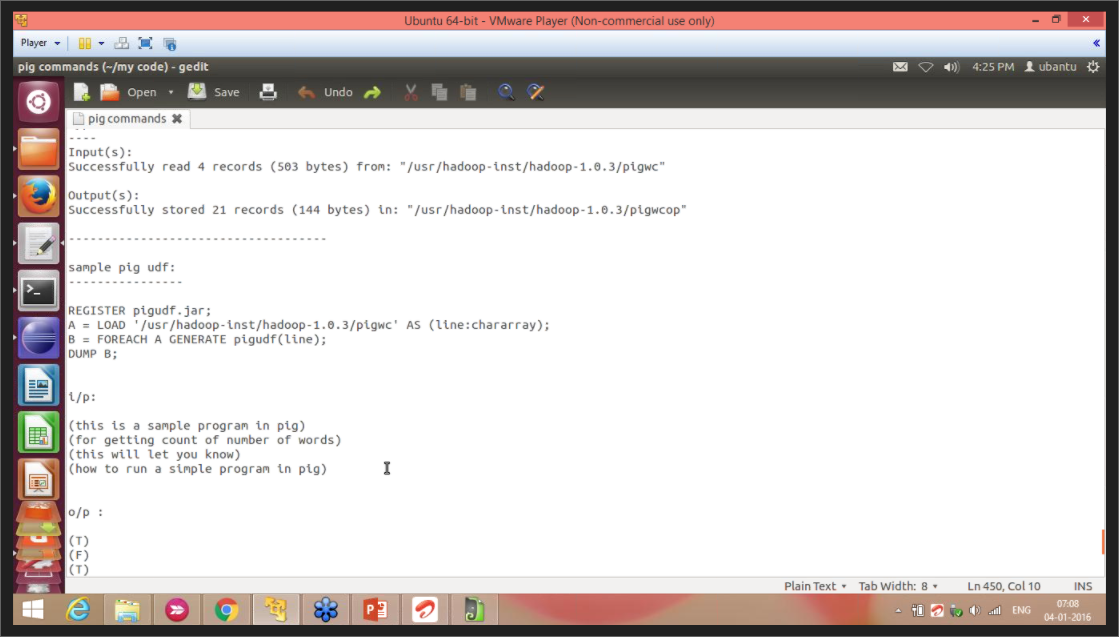 Ubuntu 64-bit - VMware Player (Non-commercial use only)
Player
pig commands (~/my code) - gedit
4:25 PM
ubantu
Open
Save
Undo
pig commands
----
Input(s):
Successfully read 4 records (503 bytes) from: "/usr/hadoop-inst/hadoop-1.0.3/pigwc"
Output(s):
Successfully stored 21 records (144 bytes) in: "/usr/hadoop-inst/hadoop-1.0.3/pigwcop"
------------------------------------
sample pig udf:
----------------
REGISTER pigudf.jar;
A = LOAD '/usr/hadoop-inst/hadoop-1.0.3/pigwc' AS (line:chararray);
B = FOREACH A GENERATE pigudf(line);
DUMP B;
i/p:
(this is a sample program in pig)
(for getting count of number of words)
(this will let you know)
(how to run a simple program in pig)
o/p :
(T)
(F)
(T)
Plain Text
Tab Width: 8
Ln 450, Col 10
INS
ENG
07:08
04-01-2016